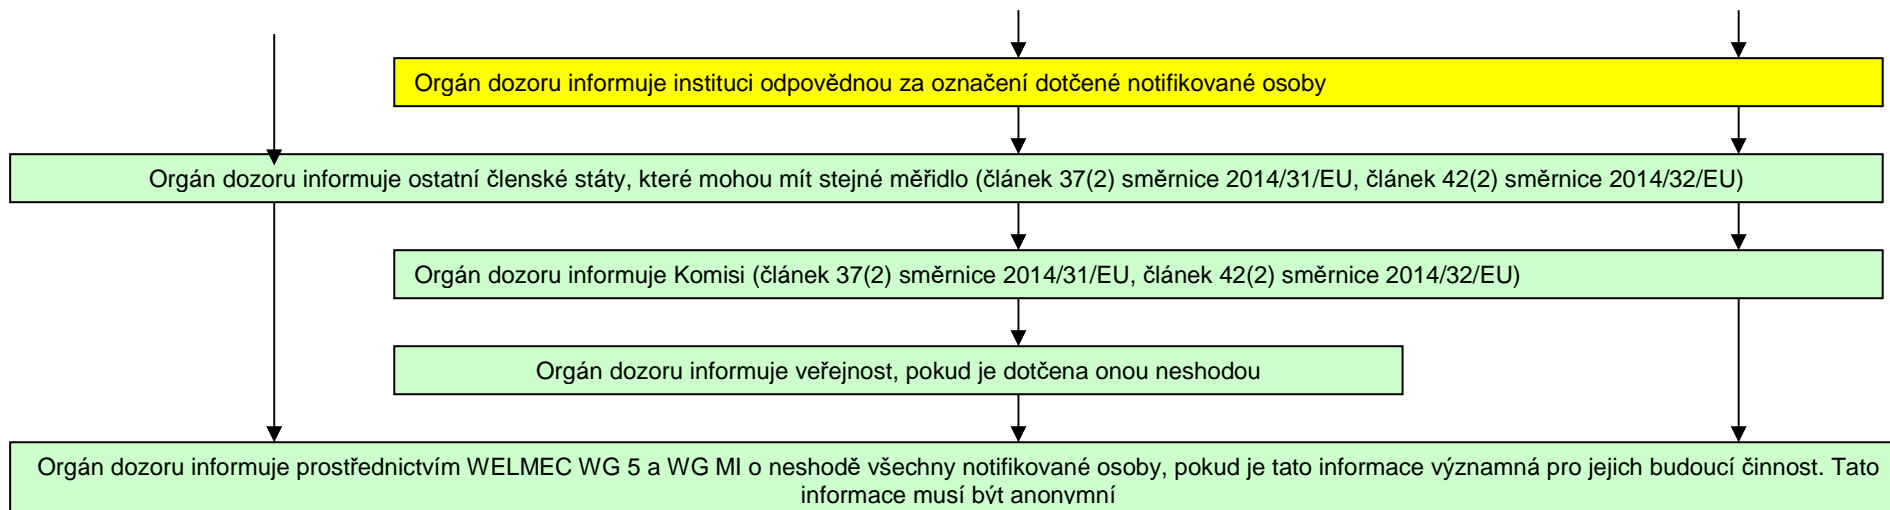 Orgán dozoru informuje instituci odpovědnou za označení dotčené notifikované osoby
Orgán dozoru informuje ostatní členské státy, které mohou mít stejné měřidlo (článek 37(2) směrnice 2014/31/EU, článek 42(2) směrnice 2014/32/EU)
Orgán dozoru informuje Komisi (článek 37(2) směrnice 2014/31/EU, článek 42(2) směrnice 2014/32/EU)
Orgán dozoru informuje veřejnost, pokud je dotčena onou neshodou
Orgán dozoru informuje prostřednictvím WELMEC WG 5 a WG MI o neshodě všechny notifikované osoby, pokud je tato informace významná pro jejich budoucí činnost. Tato
informace musí být anonymní